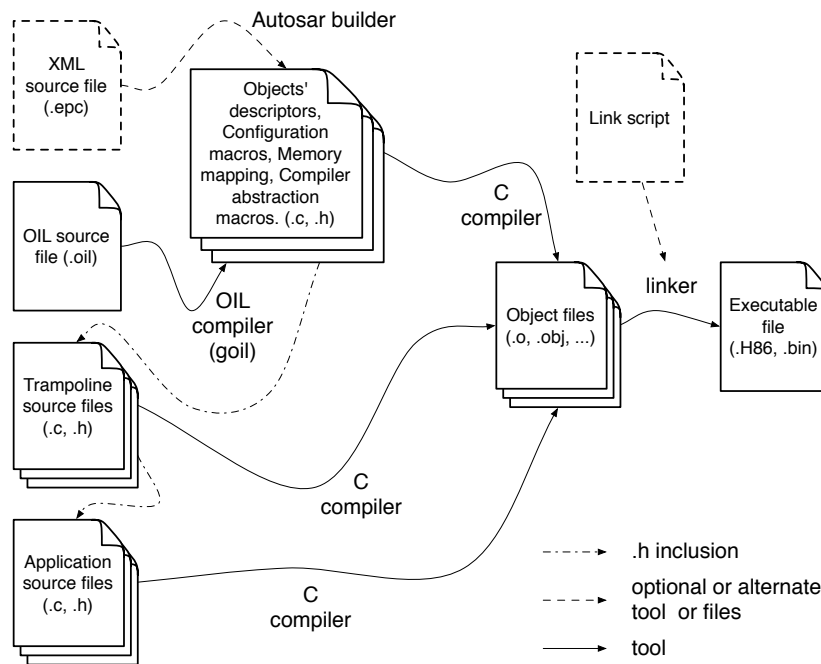 Autosar builder
XML
source file
(.epc)
Objects'
descriptors,
Configuration
macros, Memory
mapping, Compiler
abstraction
macros. (.c, .h)
Link script
C
compiler
OIL source
file (.oil)
OIL
compiler
(goil)
linker
Object files
(.o, .obj, ...)
Executable
file
(.H86, .bin)
Trampoline
source files
(.c, .h)
C
compiler
Application
source files
(.c, .h)
C
compiler
.h inclusion
optional or alternate
tool or files
tool